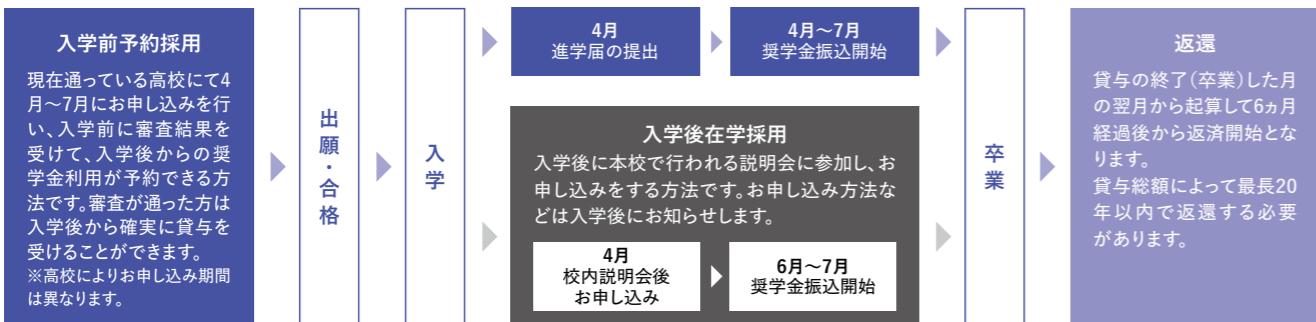 入学前予約採用
現在通っている高校にて4
月〜7月にお申し込みを行
い、入学前に審査結果を
受けて、入学後からの奨
学金利用が予約できる方
法です。審査が通った方は
入学後から確実に貸与を
受けることができます。
※高校によりお申し込み期間
は異なります。
出願・合格
入学
4月
進学届の提出
4月〜7月
奨学金振込開始
入学後在学採用
入学後に本校で行われる説明会に参加し、お
申し込みをする方法です。お申し込み方法な
どは入学後にお知らせします。
4月
校内説明会後
お申し込み
6月〜7月
奨学金振込開始
卒業
返還
貸与の終了(卒業)した月
の翌月から起算して6ヵ月
経過後から返済開始とな
ります。
貸与総額によって最長20
年以内で返還する必要
があります。